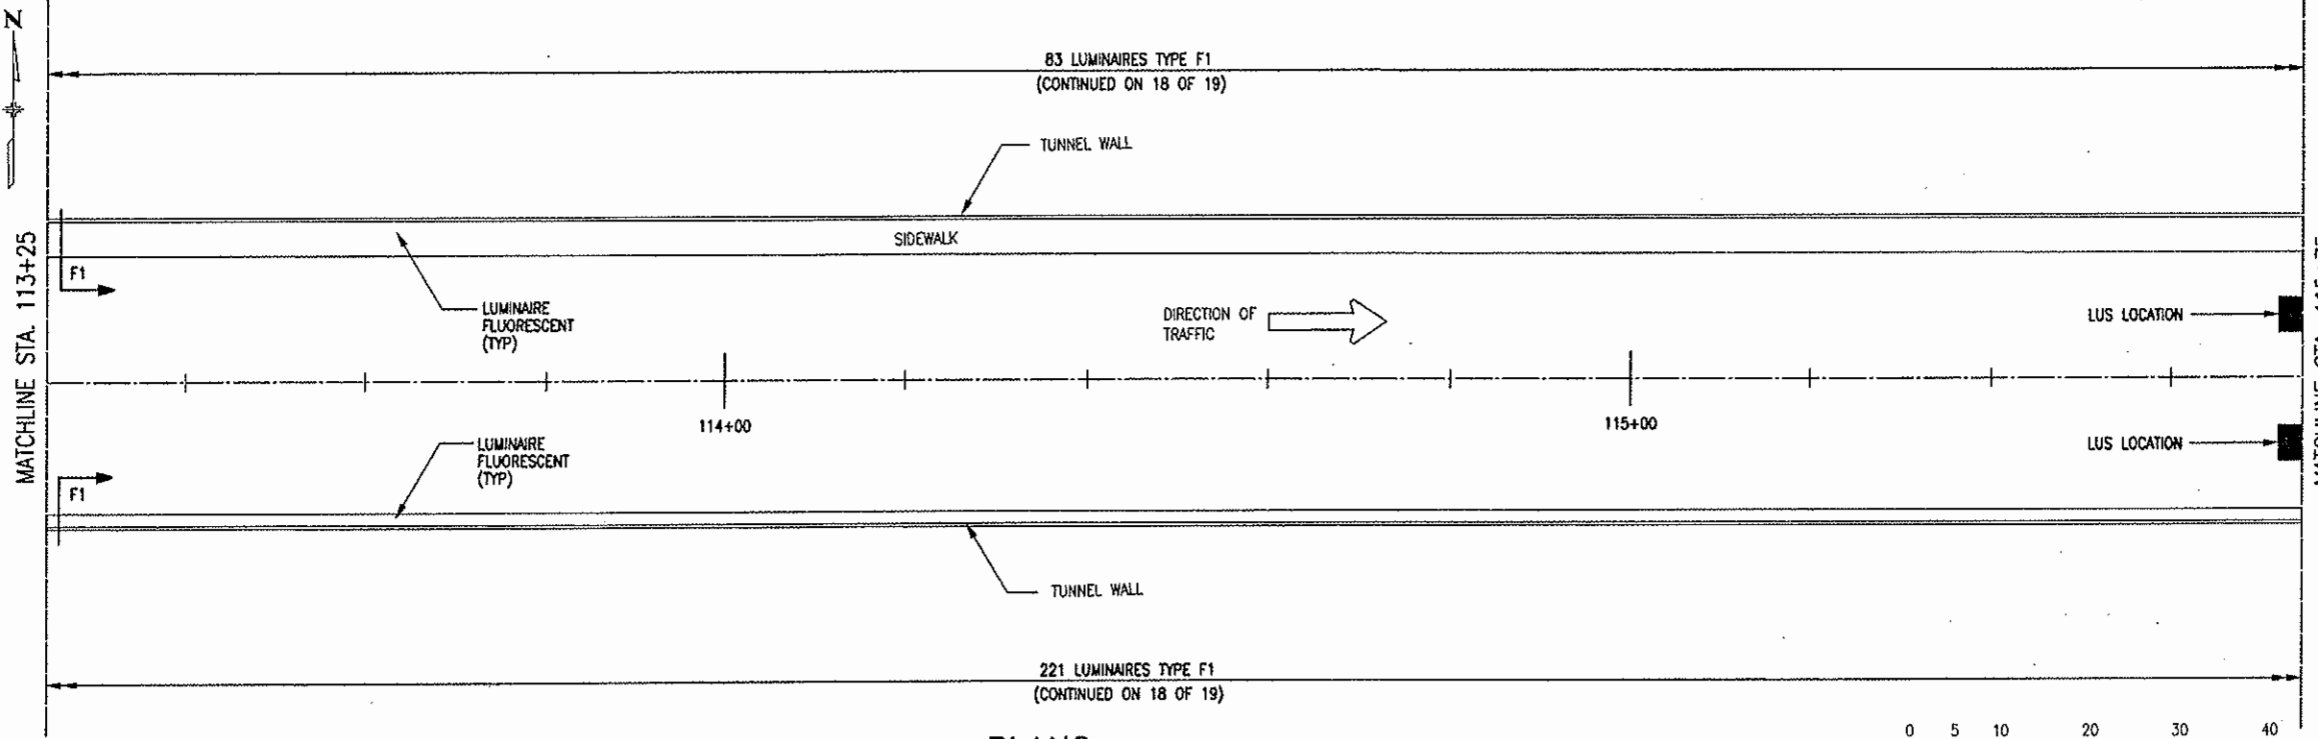 N
83 LUMINAIRES TYPE F1
(CONTINUED ON 18 OF 19)
TUNNEL WALL
SIDEWALK
F1
LUMINAIRE
FLUORESCENT
(TYP)
DIRECTION OF
TRAFFIC
LUS LOCATION
MATCHLINE STA. 113+25
114+00
115+00
LUMINAIRE
FLUORESCENT
(TYP)
LUS LOCATION
F1
TUNNEL WALL
221 LUMINAIRES TYPE F1
(CONTINUED ON 18 OF 19)
0 5 10 20 30 40